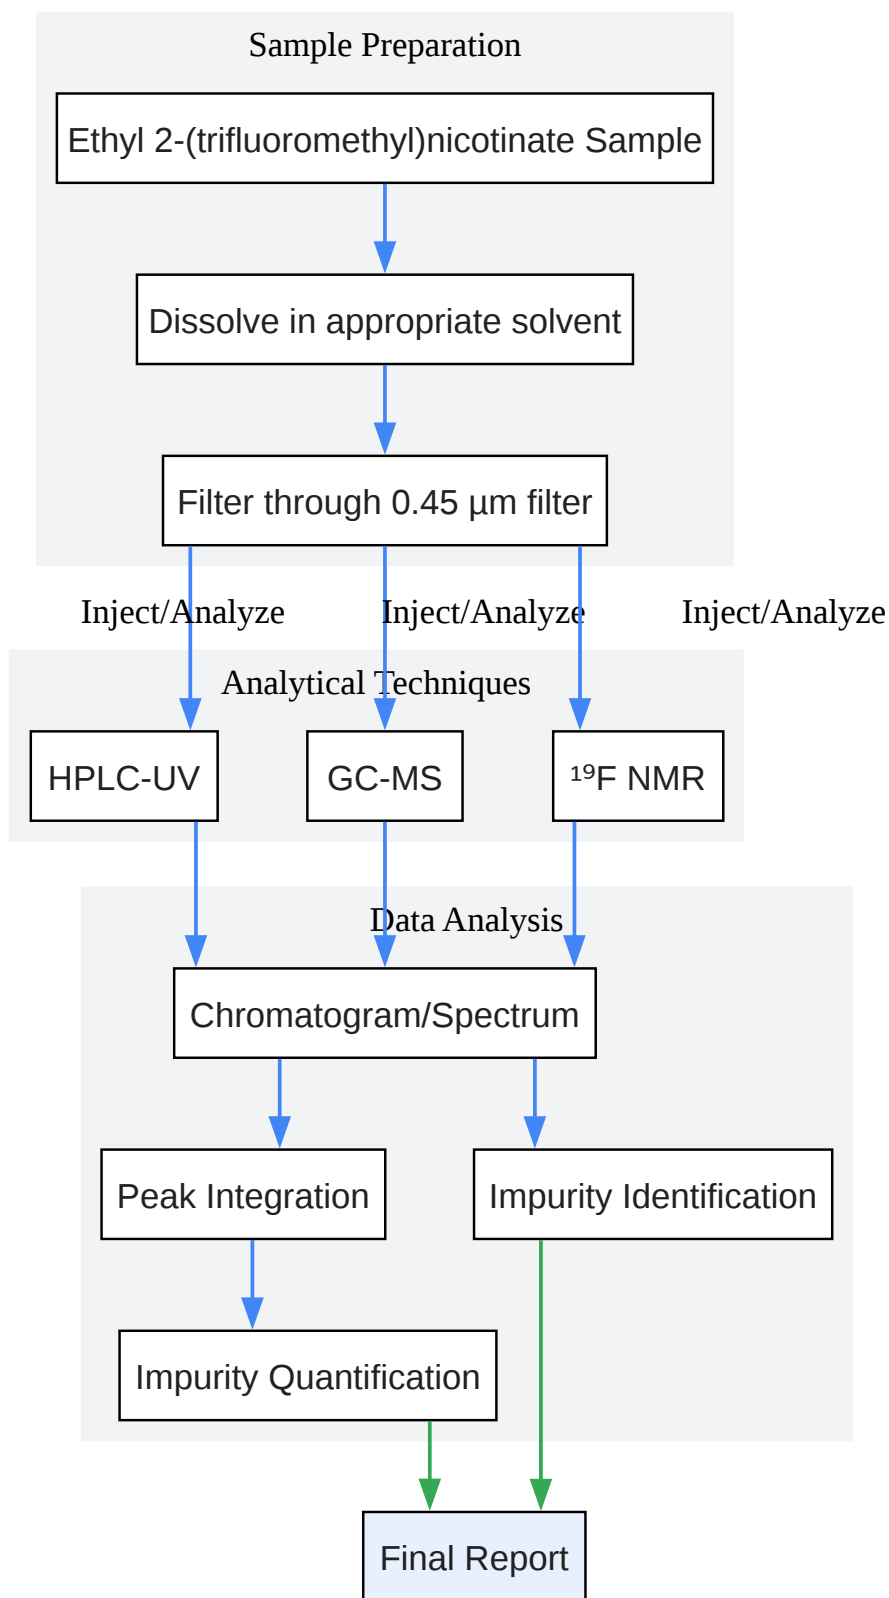 Sample Preparation
Ethyl 2-(trifluoromethyl)nicotinate Sample
Dissolve in appropriate solvent
Filter through 0.45 µm filter
Inject/Analyze
Inject/Analyze
Inject/Analyze
Analytical Techniques
HPLC-UV
GC-MS
¹⁹F NMR
Data Analysis
Chromatogram/Spectrum
Peak Integration
Impurity Identification
Impurity Quantification
Final Report